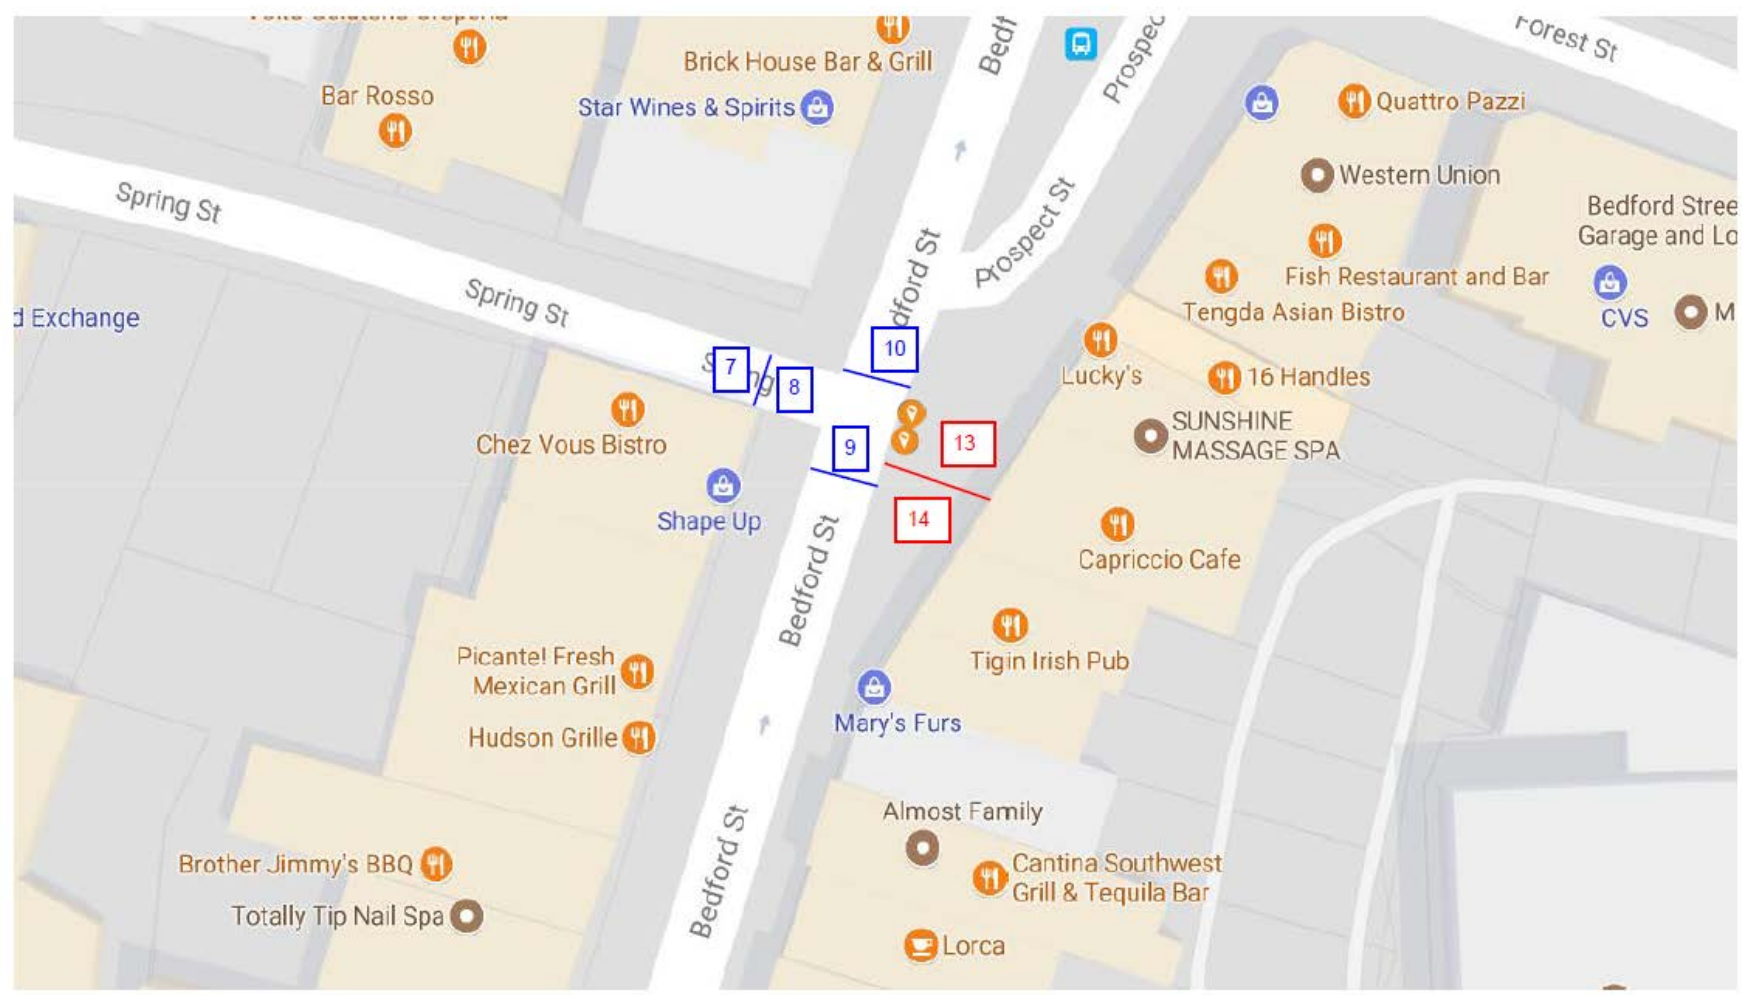 Brick House Bar & Grill
Bedf
Prospec
Forest St
Bar Rosso
Star Wines & Spirits
Quattro Pazzi
Western Union
Spring St
Bedford Stree
Garage and Lo
Prospect St
dford St
Fish Restaurant and Bar
Tengda Asian Bistro
CVS
M
d Exchange
Spring St
7
8
10
Lucky's
16 Handles
SUNSHINE
MASSAGE SPA
Chez Vous Bistro
9
13
Shape Up
14
Bedford St
Capriccio Cafe
Picante! Fresh
Mexican Grill
Tigin Irish Pub
Mary's Furs
Hudson Grille
Almost Family
Bedford St
Brother Jimmy's BBQ
Cantina Southwest
Grill & Tequila Bar
Totally Tip Nail Spa
Lorca